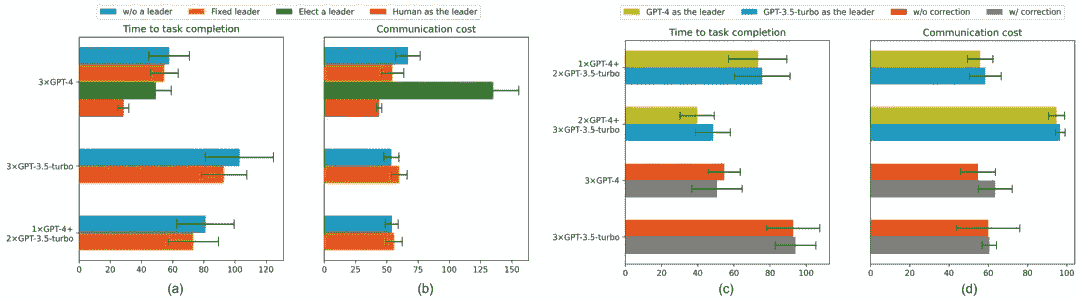 w/o a leader Fixed leader Elect a leader Human as the leader
Time to task completion Communication cost
3×GPT-4
3×GPT-3.5-turbo
1×GPT-4+
2×GPT-3.5-turbo
0 20 40 60 80 100 120
0 25 50 75 100 125 150
(a) (b)
GPT-4 as the leader GPT-3.5-turbo as the leader w/o correction w/ correction
Time to task completion Communication cost
1×GPT-4+
2×GPT-3.5-turbo
2×GPT-4+
3×GPT-3.5-turbo
3×GPT-4
3×GPT-3.5-turbo
0 20 40 60 80 100
0 20 40 60 80 100
(c) (d)